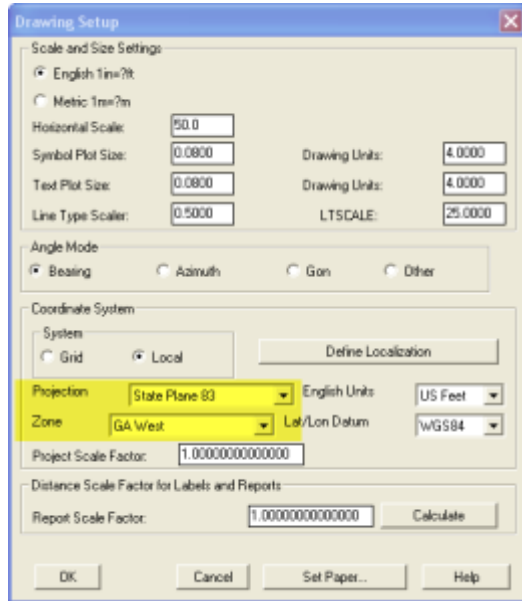 Drawing Setup
Scale and Size Settings
English 1in=?ft
Metric 1m=?m
Horizontal Scale: 50.0
Symbol Plot Size: 0.0800 Drawing Units: 4.0000
Text Plot Size: 0.0800 Drawing Units: 4.0000
Line Type Scaler: 0.5000 LTSCALE: 25.0000
Angle Mode
Bearing Azimuth Gon Other
Coordinate System
System
Grid Local Define Localization
Projection State Plane 83 English Units US Feet
Zone GA West Lat/Lon Datum WGS84
Project Scale Factor: 1.00000000000000
Distance Scale Factor for Labels and Reports
Report Scale Factor: 1.00000000000000 Calculate
OK Cancel Set Paper... Help